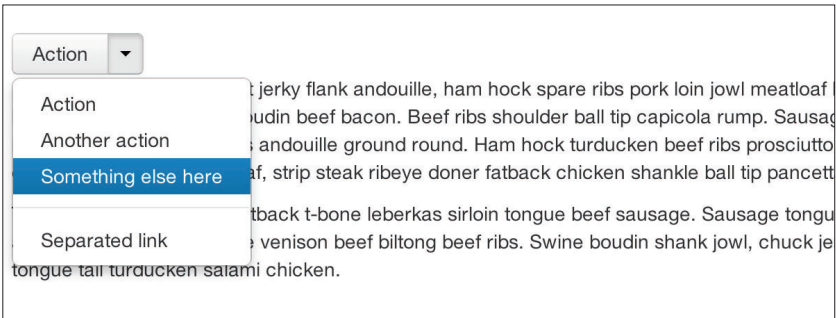 Action
t jerky flank andouille, ham hock spare ribs pork loin jowl meatloaf
Action
boudin beef bacon. Beef ribs shoulder ball tip capicola rump. Sausag
Another action
s andouille ground round. Ham hock turducken beef ribs prosciutto
Something else here
af, strip steak ribeye doner fatback chicken shankle ball tip pancett
tback t-bone leberkas sirloin tongue beef sausage. Sausage tongu
Separated link
e venison beef biltong beef ribs. Swine boudin shank jowl, chuck je
tongue tail turducken salami chicken.